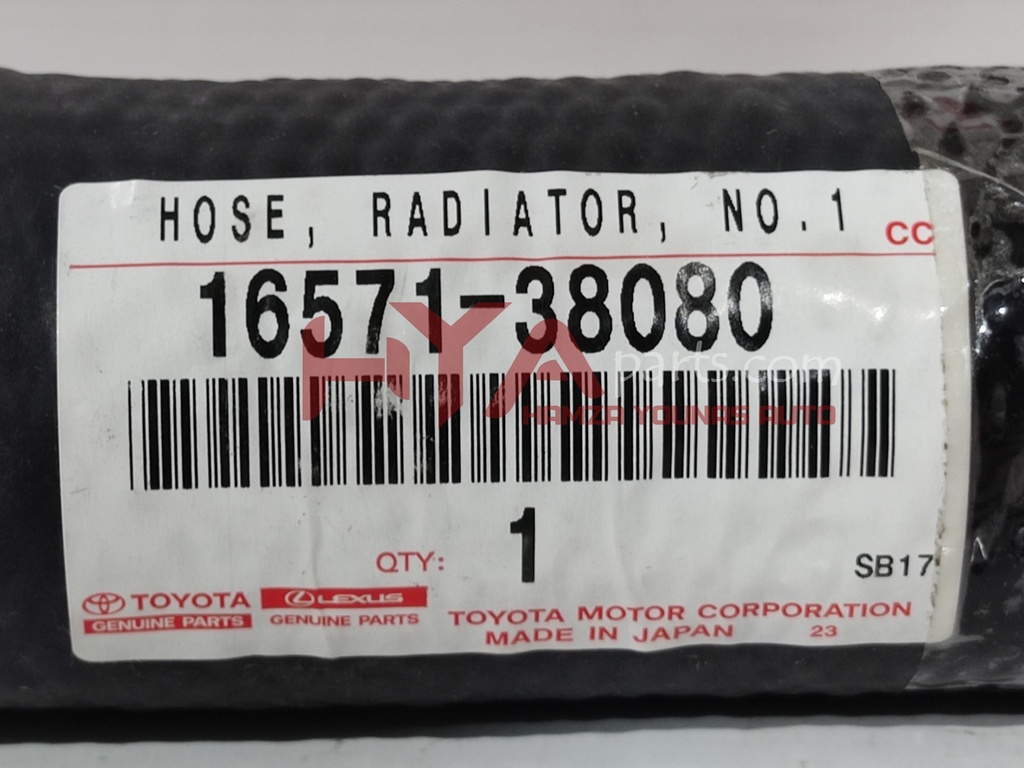 HOSE, RADIATOR, NO.1
CC
16571-38080
HYA parts.com
HAMZA YOUNAS AUTO
QTY: 1
SB17
TOYOTA
GENUINE PARTS
LEXUS
GENUINE PARTS
TOYOTA MOTOR CORPORATION
MADE IN JAPAN 23